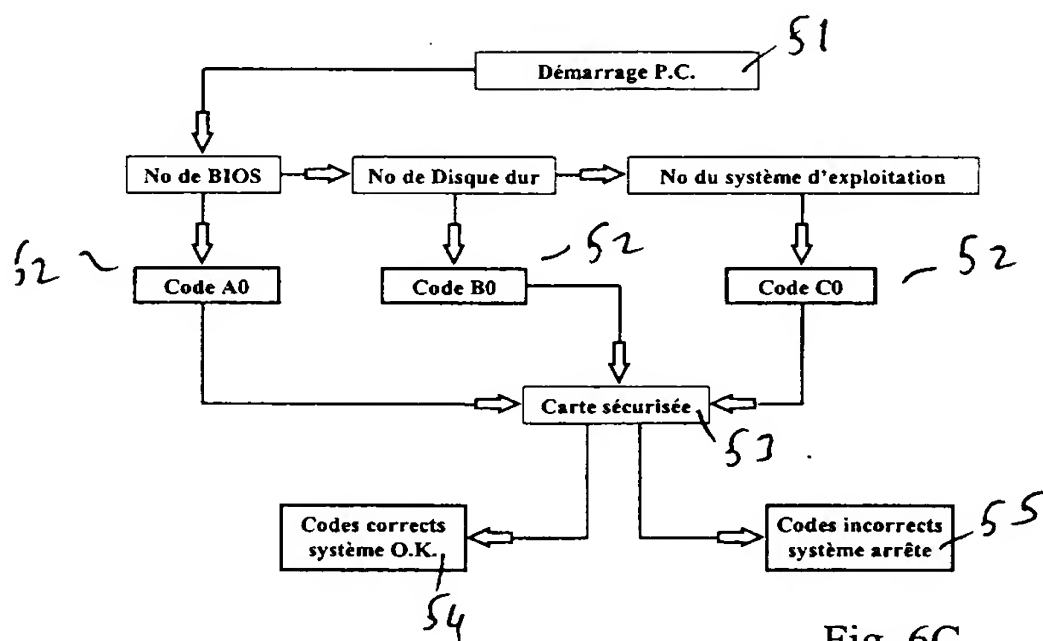 51
Démarrage P.C.
No de BIOS
No de Disque dur
No du système d'exploitation
52
Code A0
52
Code B0
52
Code C0
Carte sécurisée
53
Codes corrects
système O.K.
54
Codes incorrects
système arrête
55
Fig. 6C